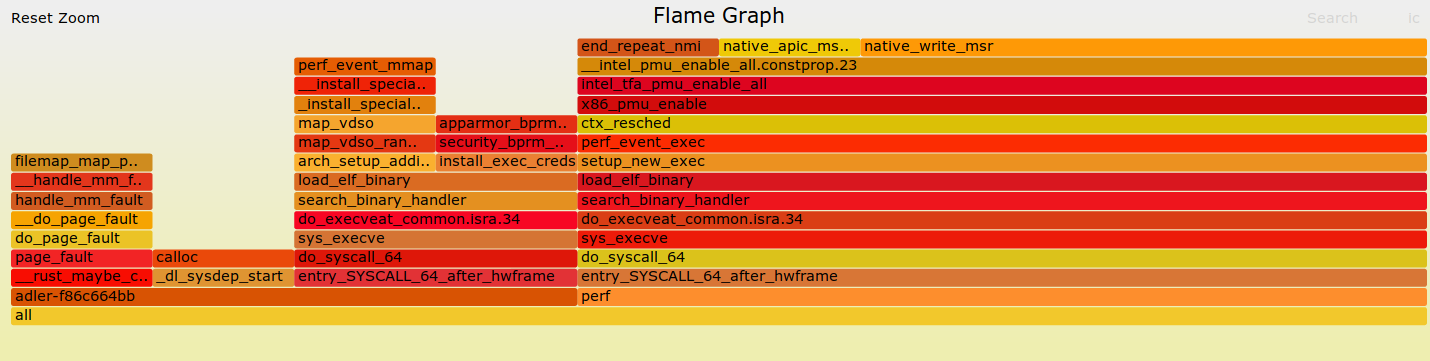 Reset Zoom Flame Graph Search Ic
end_repeat_nmi native_apic_ms.. native_write_msr
perf_event_mmap __intel_pmu_enable_all.constprop.23
__install_specia.. intel_tfa_pmu_enable_all
_install_special.. x86_pmu_enable
map_vdso apparmor_bprm.. ctx_resched
map_vdso_ran.. security_bprm_.. perf_event_exec
filemap_map_p.. arch_setup_addi.. install_exec_creds setup_new_exec
__handle_mm_f.. load_elf_binary load_elf_binary
handle_mm_fault search_binary_handler search_binary_handler
__do_page_fault do_execveat_common.isra.34 do_execveat_common.isra.34
do_page_fault sys_execve sys_execve
page_fault calloc do_syscall_64 do_syscall_64
__rust_maybe_c.. _dl_sysdep_start entry_SYSCALL_64_after_hwframe entry_SYSCALL_64_after_hwframe
adler-f86c664bb perf
all